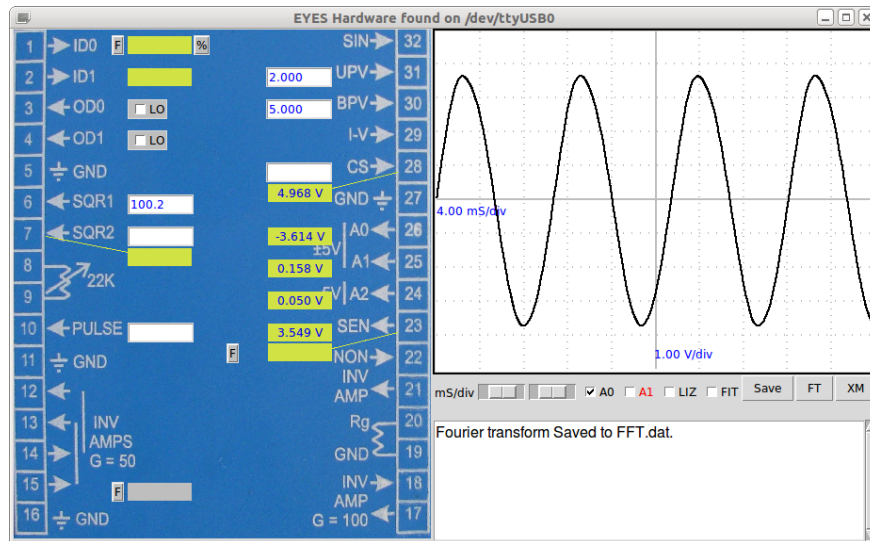 EYES Hardware found on /dev/ttyUSB0
1 ID0 F %
2 ID1
3 OD0 LO
4 OD1 LO
5 GND
6 SQR1 100.2
7 SQR2
8
22K
9
10 PULSE
11 GND F
12
13 INV
AMPS
14 G = 50
15 F
16 GND
SIN 32
2.000 UPV 31
5.000 BPV 30
I-V 29
CS 28
4.968 V GND 27
-3.614 V A0 26
±5V
0.158 V A1 25
0.050 V 5V A2 24
3.549 V SEN 23
NON 22
INV
AMP 21
Rg 20
GND 19
INV 18
AMP
G = 100 17
4.00 mS/div
1.00 V/div
mS/div A0 A1 LIZ FIT Save FT XM
Fourier transform Saved to FFT.dat.